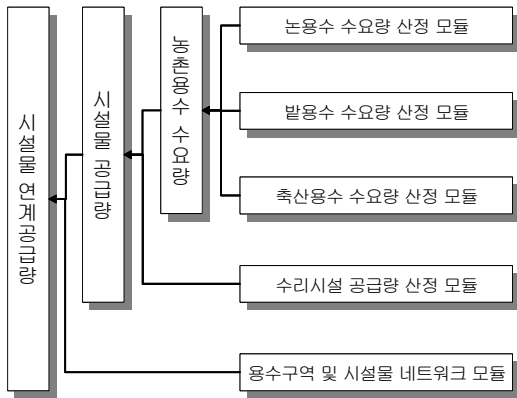 시설물 연계공급량
시설물 공급량
농촌용수 수요량
논용수 수요량 산정 모듈
밭용수 수요량 산정 모듈
축산용수 수요량 산정 모듈
수리시설 공급량 산정 모듈
용수구역 및 시설물 네트워크 모듈